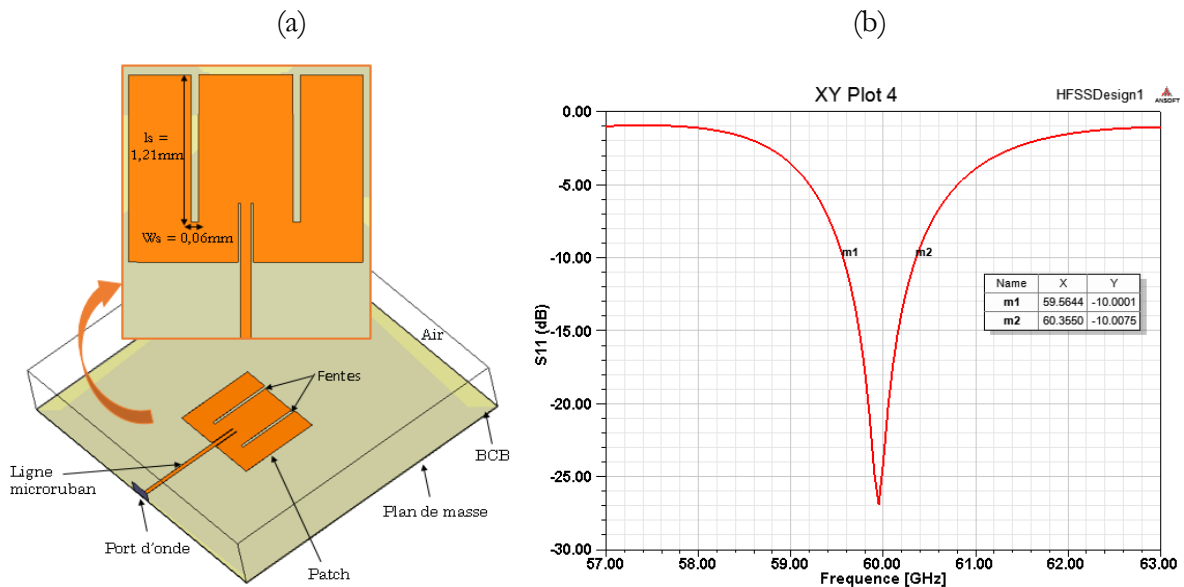 (a)
ls =
1,21mm
Ws = 0,06mm
Air
Fentes
BCB
Ligne
microruban
Plan de masse
Port d'onde
Patch
(b)
XY Plot 4
HFSSDesign1
ANSOFT
0.00
-5.00
-10.00
-15.00
-20.00
-25.00
-30.00
S11 (dB)
m1
m2
Name X Y
m1 59.5644 -10.0001
m2 60.3550 -10.0075
57.00 58.00 59.00 60.00 61.00 62.00 63.00
Frequence [GHz]